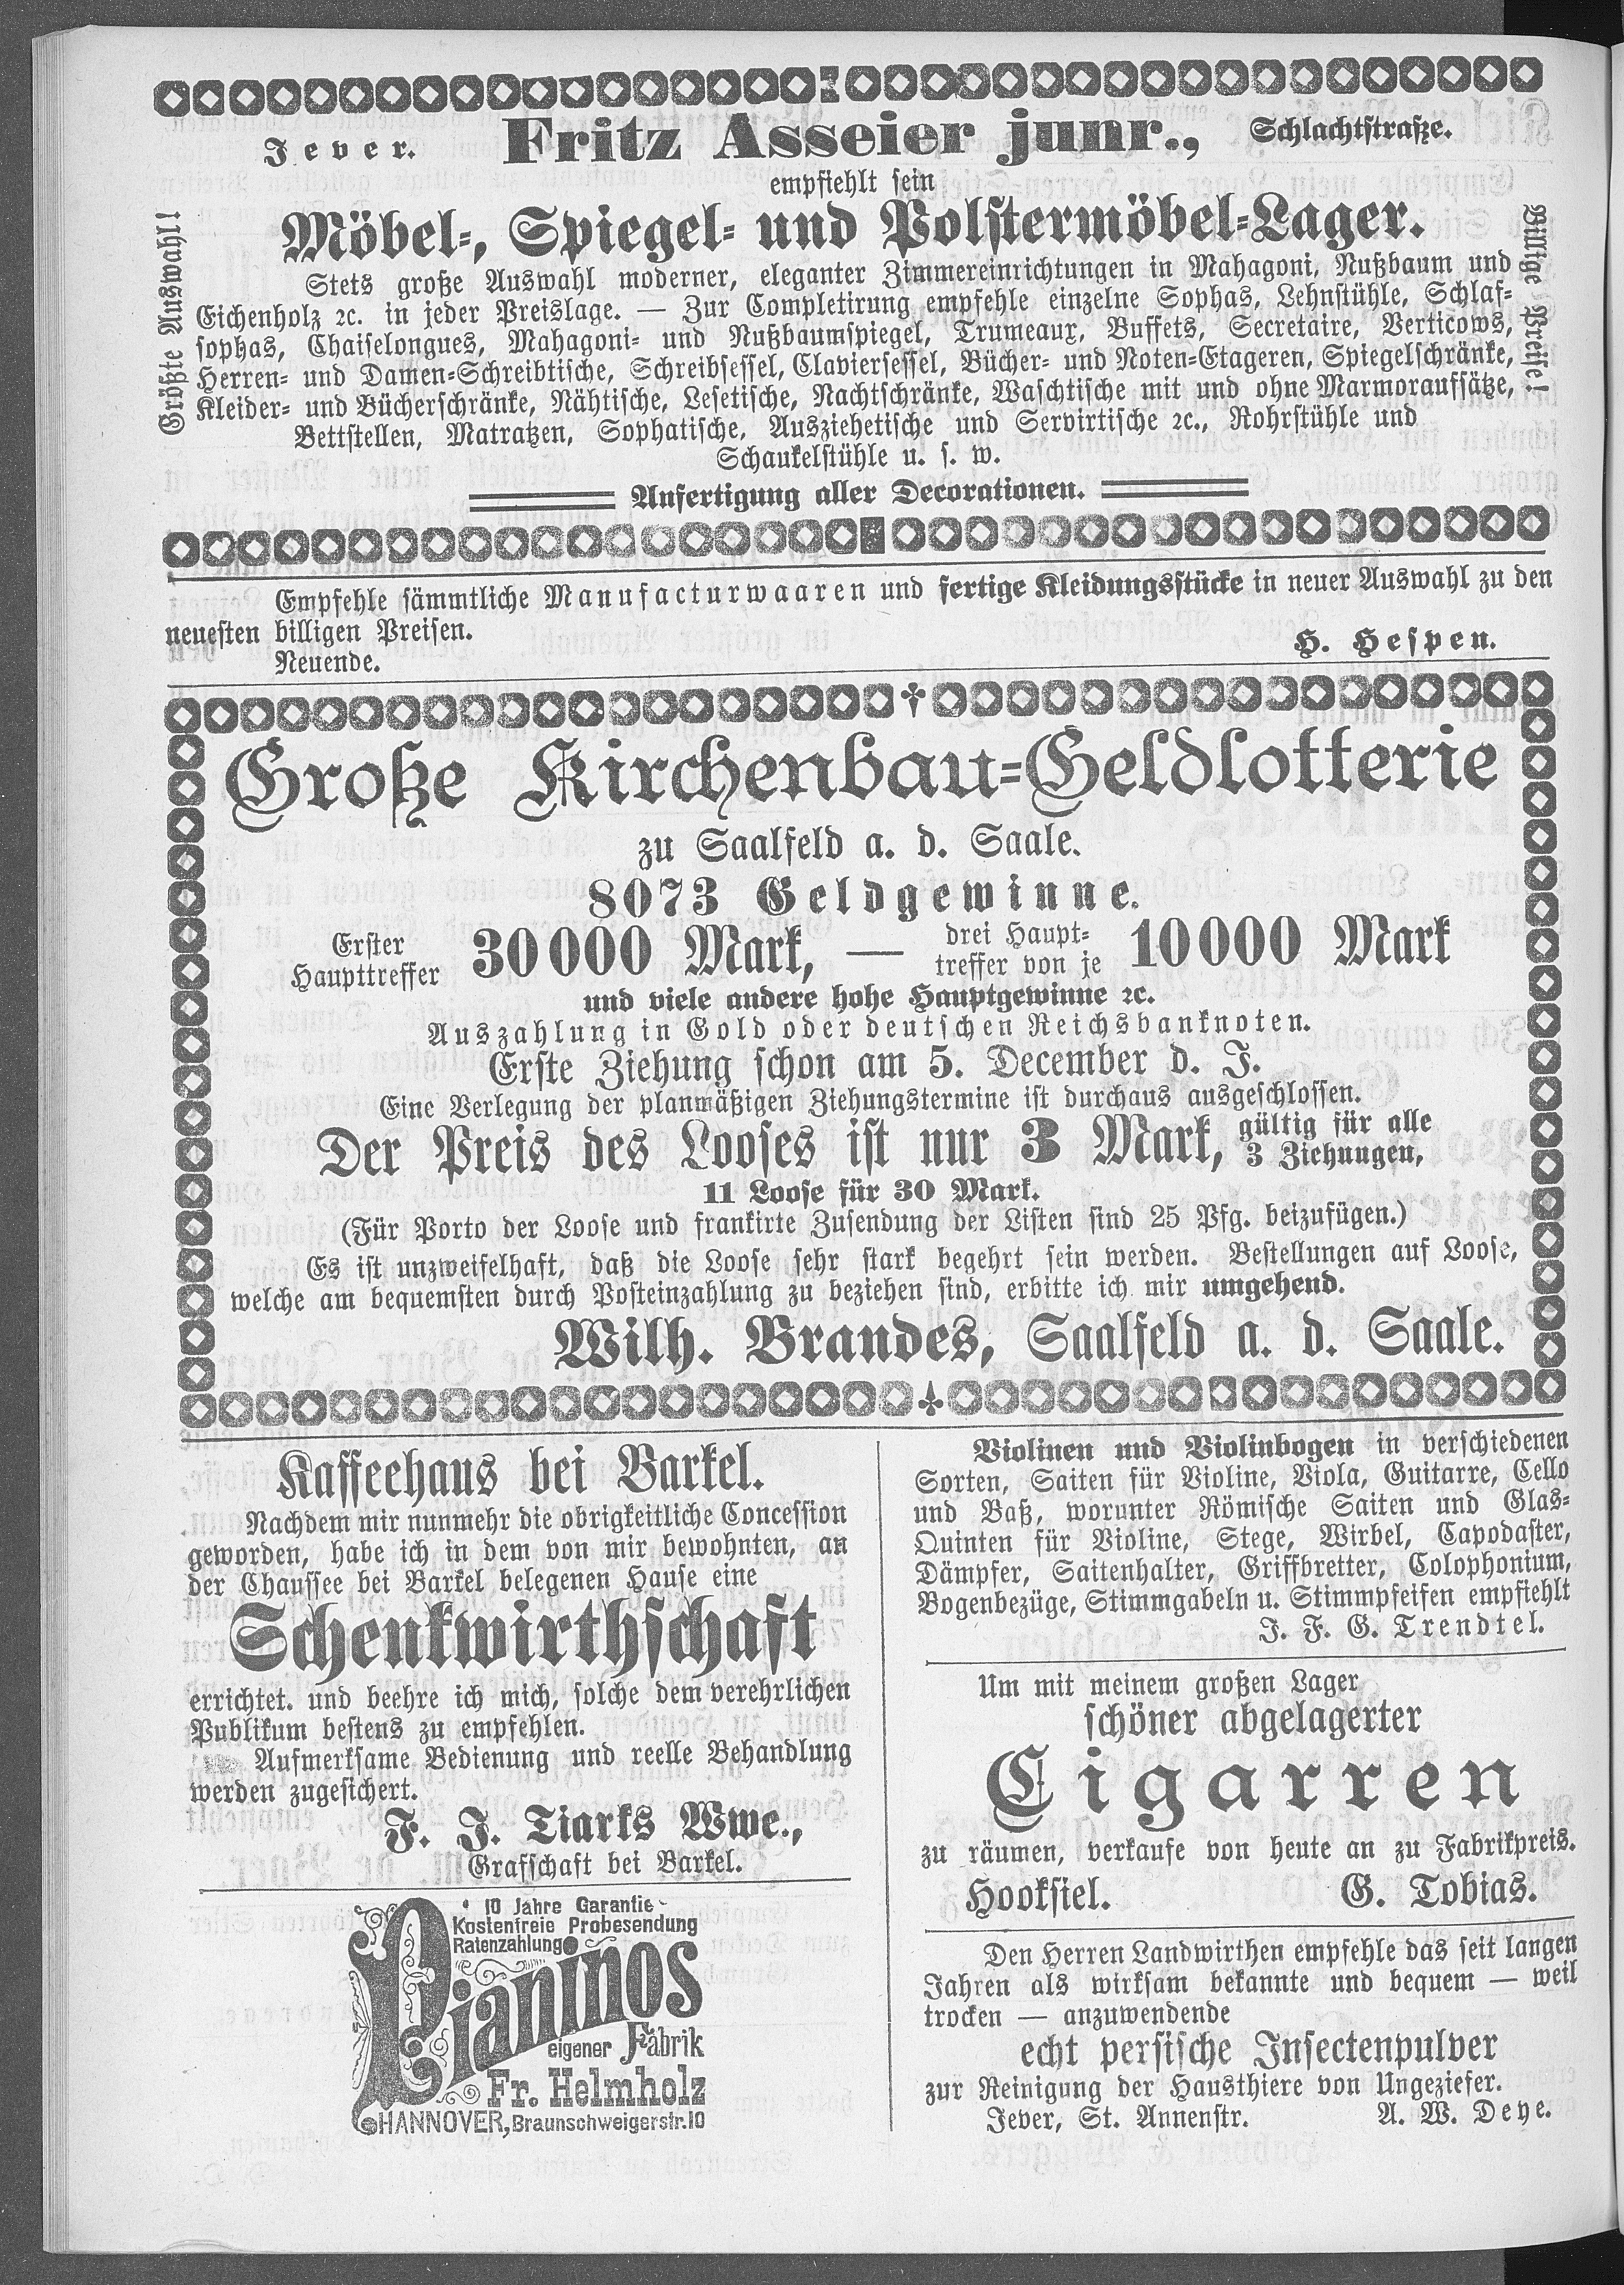 Jever. Fritz Asseier junr., Schlachtstraße.
empfiehlt sein
Möbel-, Spiegel- und Polstermöbel-Lager.
Größte Auswahl!
Billige Preise!
Stets große Auswahl moderner, eleganter Zimmereinrichtungen in Mahagoni, Nußbaum und
Eichenholz ꝛc. in jeder Preislage. — Zur Completirung empfehle einzelne Sophas, Lehnstühle, Schlaf-
sophas, Chaiselongues, Mahagoni- und Nußbaumspiegel, Trumeaux, Buffets, Secretaire, Verticows,
Herren- und Damen-Schreibtische, Schreibsessel, Claviersessel, Bücher- und Noten-Etageren, Spiegelschränke,
Kleider- und Bücherschränke, Nähtische, Lesetische, Nachtschränke, Waschtische mit und ohne Marmoraufsätze,
Bettstellen, Matratzen, Sophatische, Ausziehetische und Servirtische ꝛc., Rohrstühle und
Schaukelstühle u. s. w.
Anfertigung aller Decorationen.
Empfehle sämmtliche Manufacturwaaren und fertige Kleidungsstücke in neuer Auswahl zu den
neuesten billigen Preisen.
Neuende. H. Hespen.
Große Kirchenbau-Geldlotterie
zu Saalfeld a. d. Saale.
8073 Geldgewinne.
Erster Haupttreffer 30000 Mark, — drei Haupt-
treffer von je 10000 Mark
und viele andere hohe Hauptgewinne ꝛc.
Auszahlung in Gold oder deutschen Reichsbanknoten.
Erste Ziehung schon am 5. December d. J.
Eine Verlegung der planmäßigen Ziehungstermine ist durchaus ausgeschlossen.
Der Preis des Looses ist nur 3 Mark, gültig für alle
3 Ziehungen,
11 Loose für 30 Mark.
(Für Porto der Loose und frankirte Zusendung der Listen sind 25 Pfg. beizufügen.)
Es ist unzweifelhaft, daß die Loose sehr stark begehrt sein werden. Bestellungen auf Loose,
welche am bequemsten durch Posteinzahlung zu beziehen sind, erbitte ich mir umgehend.
Wilh. Brandes, Saalfeld a. d. Saale.
Kaffeehaus bei Barkel.
Nachdem mir nunmehr die obrigkeitliche Concession
geworden, habe ich in dem von mir bewohnten, an
der Chaussee bei Barkel belegenen Hause eine
Schenkwirthschaft
errichtet. und beehre ich mich, solche dem verehrlichen
Publikum bestens zu empfehlen.
Aufmerksame Bedienung und reelle Behandlung
werden zugesichert.
F. J. Tiarks Wwe.,
Grafschaft bei Barkel.
10 Jahre Garantie
Kostenfreie Probesendung
Ratenzahlung
Pianinos
eigener Fabrik
Fr. Helmholz
HANNOVER, Braunschweigerstr. 10
Violinen und Violinbogen in verschiedenen
Sorten, Saiten für Violine, Viola, Guitarre, Cello
und Baß, worunter Römische Saiten und Glas-
Quinten für Violine, Stege, Wirbel, Capodaster,
Dämpfer, Saitenhalter, Griffbretter, Colophonium,
Bogenbezüge, Stimmgabeln u. Stimmpfeifen empfiehlt
J. F. G. Trendtel.
Um mit meinem großen Lager
schöner abgelagerter
Cigarren
zu räumen, verkaufe von heute an zu Fabrikpreis.
Hooksiel. G. Tobias.
Den Herren Landwirthen empfehle das seit langen
Jahren als wirksam bekannte und bequem — weil
trocken — anzuwendende
echt persische Insectenpulver
zur Reinigung der Hausthiere von Ungeziefer.
Jever, St. Annenstr. A. W. Deye.